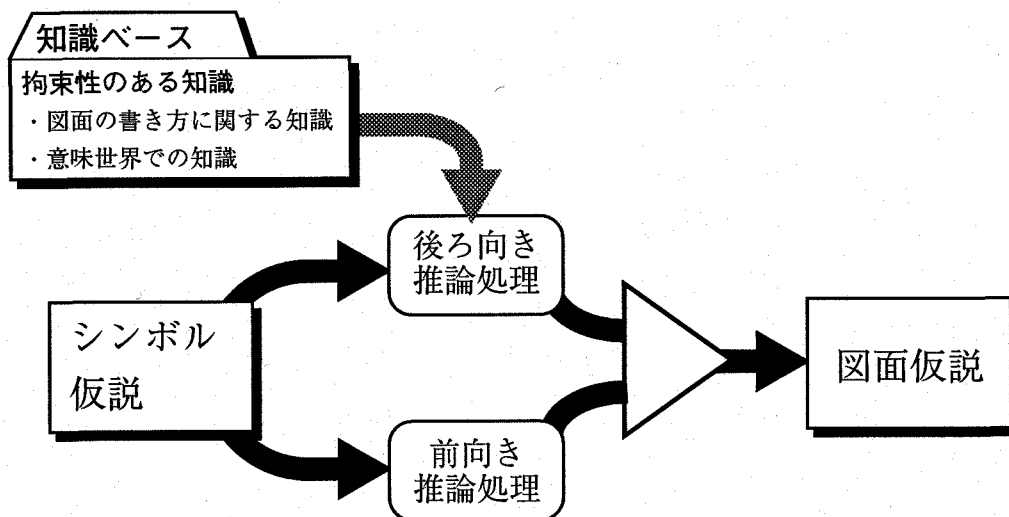 知識ベース
拘束性のある知識
・図面の書き方に関する知識
・意味世界での知識
後ろ向き
推論処理
シンボル
仮説
図面仮説
前向き
推論処理